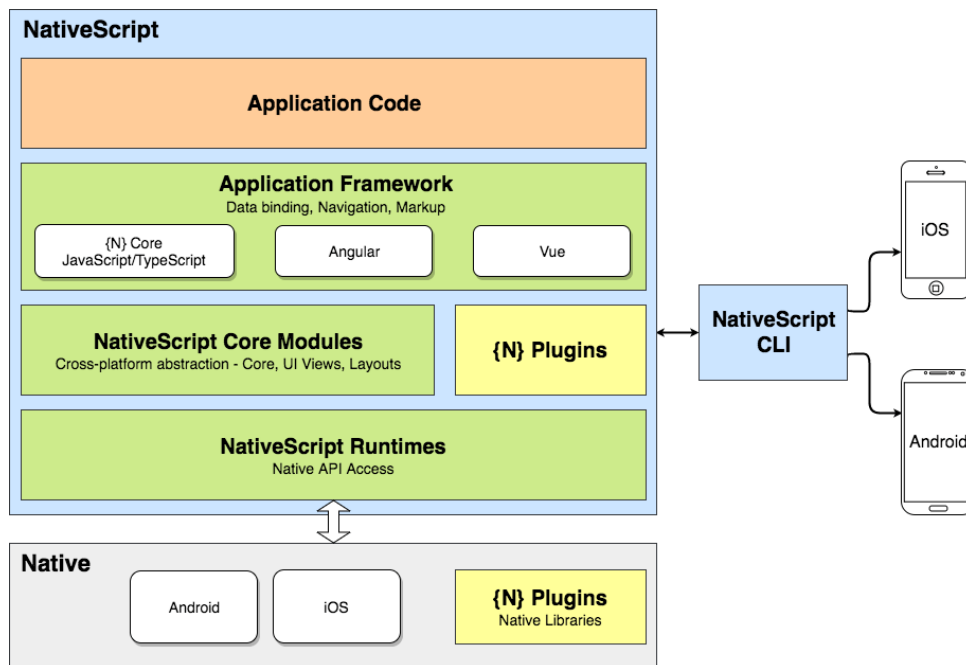 NativeScript
Application Code
Application Framework
Data binding, Navigation, Markup
{N} Core
JavaScript/TypeScript
Angular
Vue
NativeScript Core Modules
Cross-platform abstraction - Core, UI Views, Layouts
{N} Plugins
NativeScript Runtimes
Native API Access
NativeScript
CLI
iOS
Android
Native
Android
iOS
{N} Plugins
Native Libraries